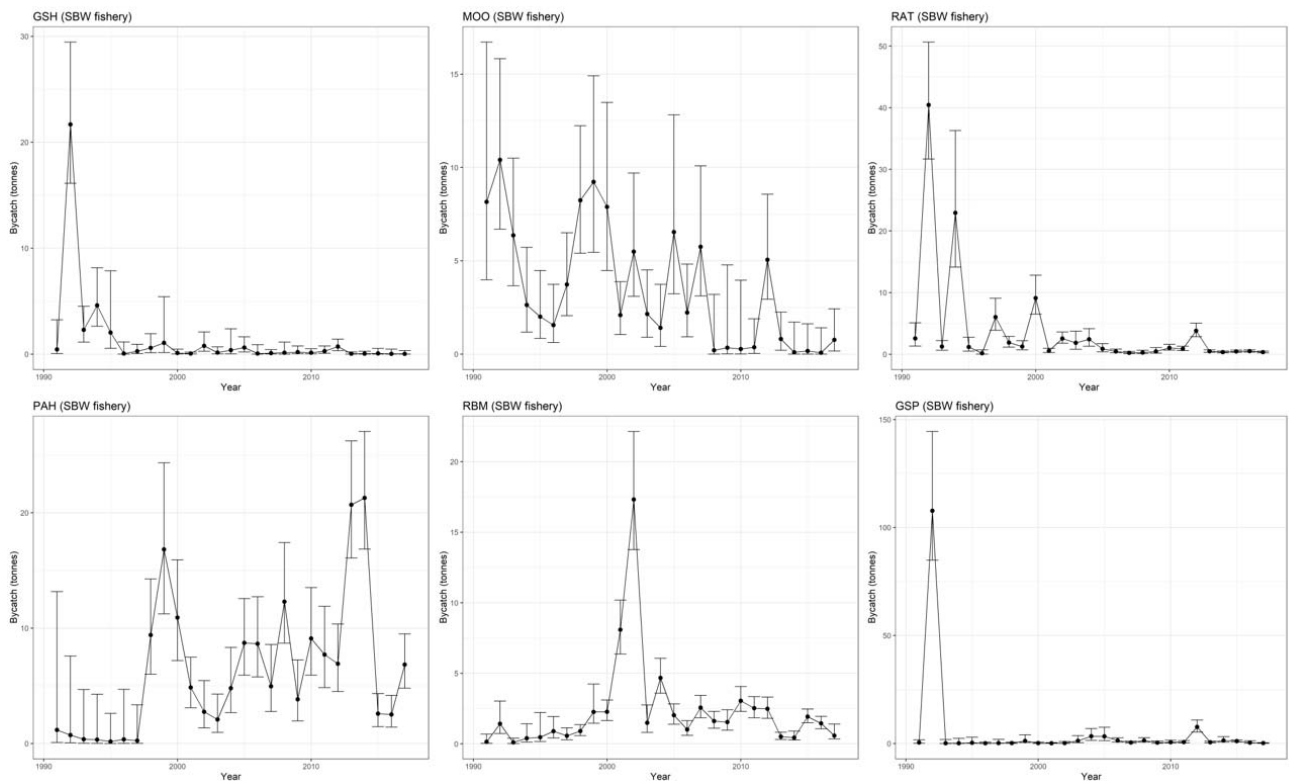 GSH (SBW fishery)
Bycatch (tonnes)
30
20
10
0
1990
2000
2010
Year
MOO (SBW fishery)
Bycatch (tonnes)
15
10
5
0
1990
2000
2010
Year
RAT (SBW fishery)
Bycatch (tonnes)
50
40
30
20
10
0
1990
2000
2010
Year
PAH (SBW fishery)
Bycatch (tonnes)
20
10
0
1990
2000
2010
Year
RBM (SBW fishery)
Bycatch (tonnes)
20
15
10
5
0
1990
2000
2010
Year
GSP (SBW fishery)
Bycatch (tonnes)
150
100
50
0
1990
2000
2010
Year